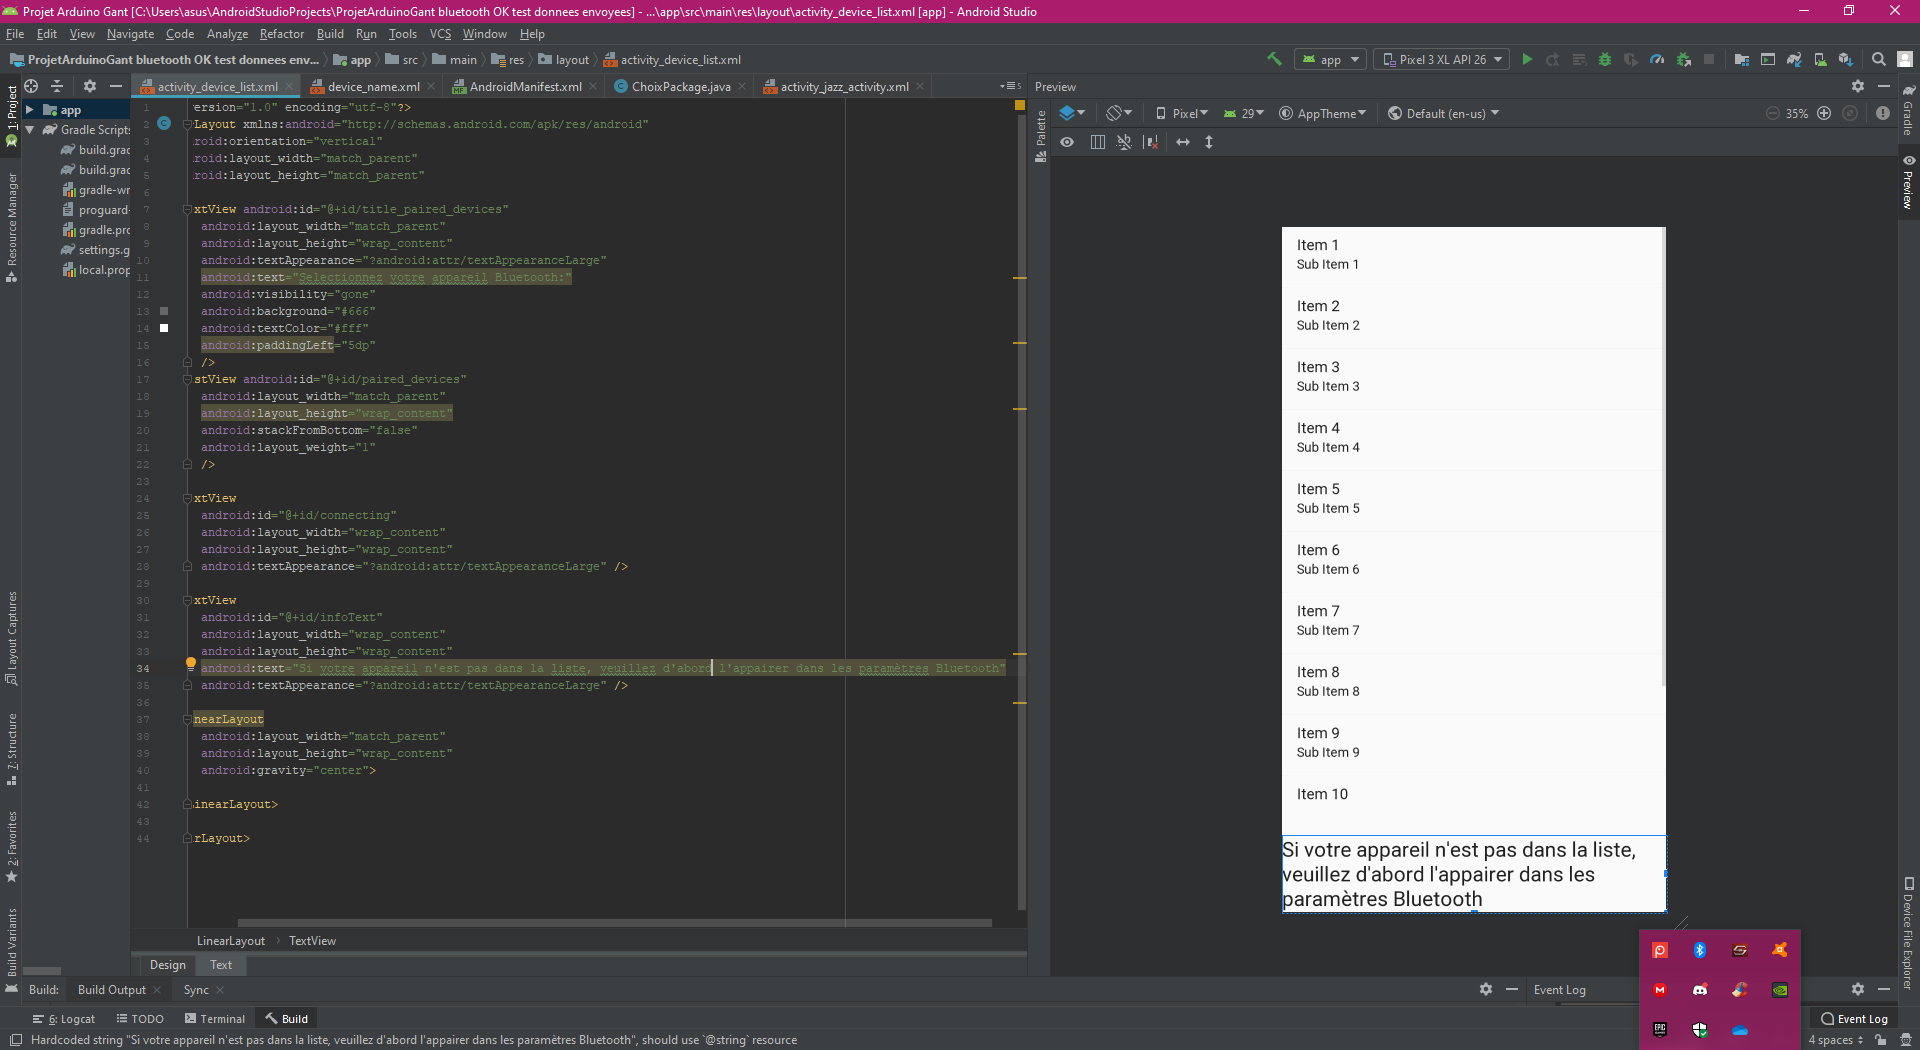 Projet Arduino Gant [C:\Users\asus\AndroidStudioProjects\ProjetArduinoGant bluetooth OK test donnees envoyees] - ...\app\src\main\res\layout\activity_device_list.xml [app] - Android Studio
File Edit View Navigate Code Analyze Refactor Build Run Tools VCS Window Help
ProjetArduinoGant bluetooth OK test donnees env... app src main res layout activity_device_list.xml
app Pixel 3 XL API 26
activity_device_list.xml device_name.xml AndroidManifest.xml ChoixPackage.java activity_jazz_activity.xml
5
1: Project
Resource Manager
Layout Captures
7: Structure
2: Favorites
Build Variants
app
Gradle Scripts
build.grad
build.grad
gradle-wr
proguard-
gradle.pro
settings.g
local.prop
1 ersion="1.0" encoding="utf-8"?>
2 Layout xmlns:android="http://schemas.android.com/apk/res/android"
3 roid:orientation="vertical"
4 roid:layout_width="match_parent"
5 roid:layout_height="match_parent"
6
7 xtView android:id="@+id/title_paired_devices"
8 android:layout_width="match_parent"
9 android:layout_height="wrap_content"
10 android:textAppearance="?android:attr/textAppearanceLarge"
11 android:text="Selectionnez votre appareil Bluetooth:"
12 android:visibility="gone"
13 android:background="#666"
14 android:textColor="#fff"
15 android:paddingLeft="5dp"
16 />
17 stView android:id="@+id/paired_devices"
18 android:layout_width="match_parent"
19 android:layout_height="wrap_content"
20 android:stackFromBottom="false"
21 android:layout_weight="1"
22 />
23
24 xtView
25 android:id="@+id/connecting"
26 android:layout_width="wrap_content"
27 android:layout_height="wrap_content"
28 android:textAppearance="?android:attr/textAppearanceLarge" />
29
30 xtView
31 android:id="@+id/infoText"
32 android:layout_width="wrap_content"
33 android:layout_height="wrap_content"
34 android:text="Si votre appareil n'est pas dans la liste, veuillez d'abord l'appairer dans les paramètres Bluetooth"
35 android:textAppearance="?android:attr/textAppearanceLarge" />
36
37 nearLayout
38 android:layout_width="match_parent"
39 android:layout_height="wrap_content"
40 android:gravity="center">
41
42 inearLayout>
43
44 rLayout>
LinearLayout TextView
Design Text
Preview
Palette
Pixel 29 AppTheme Default (en-us) 35%
Item 1
Sub Item 1
Item 2
Sub Item 2
Item 3
Sub Item 3
Item 4
Sub Item 4
Item 5
Sub Item 5
Item 6
Sub Item 6
Item 7
Sub Item 7
Item 8
Sub Item 8
Item 9
Sub Item 9
Item 10
Si votre appareil n'est pas dans la liste,
veuillez d'abord l'appairer dans les
paramètres Bluetooth
Gradle
Preview
Device File Explorer
Build: Build Output Sync
Event Log
6: Logcat TODO Terminal Build
Event Log
Hardcoded string "Si votre appareil n'est pas dans la liste, veuillez d'abord l'appairer dans les paramètres Bluetooth", should use `@string` resource
4 spaces
EPIC